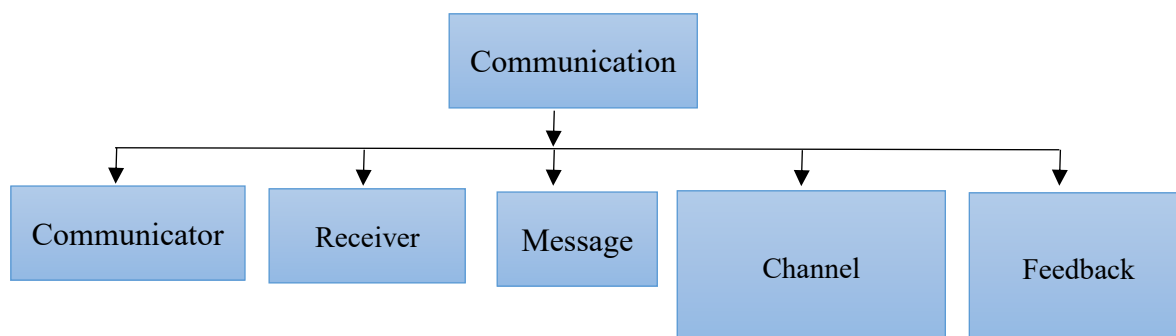 Communication
Communicator
Receiver
Message
Channel
Feedback